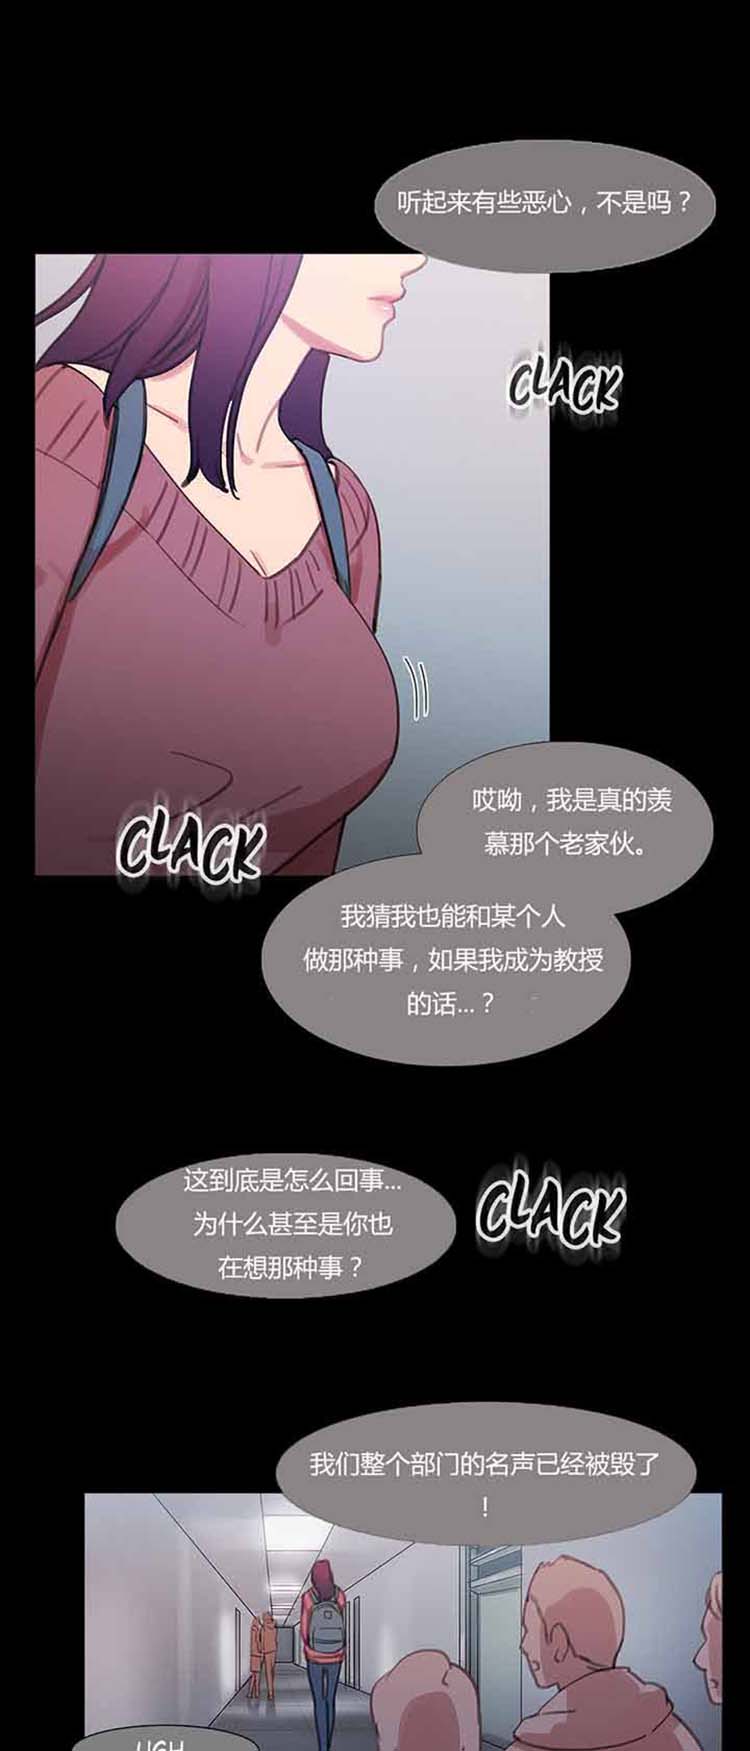 听起来有些恶心，不是吗？
CLACK
哎呦，我是真的羡
慕那个老家伙。
CLACK
我猜我也能和某个人
做那种事，如果我成为教授
的话...？
这到底是怎么回事...
为什么甚至是你也
在想那种事？
CLACK
我们整个部门的名声已经被毁了
！
UGH